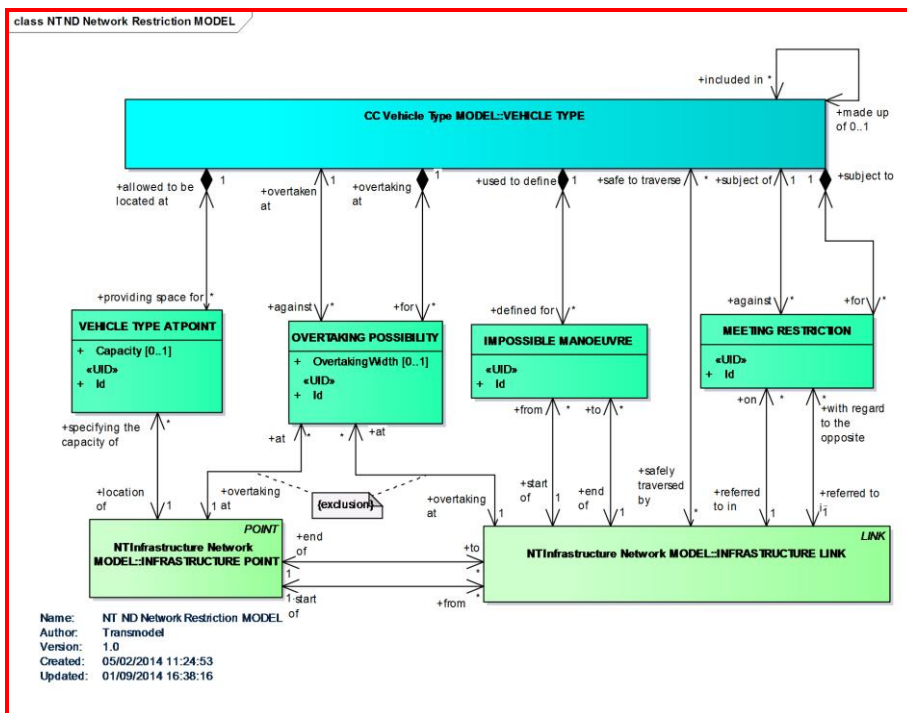 class NT ND Network Restriction MODEL
+included in *
+made up
of 0..1
CC Vehicle Type MODEL::VEHICLE TYPE
+allowed to be
located at
1
+overtaken
at
1
+overtaking
at
1
+used to define
1
+safe to traverse
*
+subject of
1
1
+subject to
+providing space for *
+against
*
+for
*
+defined for
*
+against
*
+for
*
VEHICLE TYPE AT POINT
+ Capacity [0..1]
«UID»
+ Id
OVERTAKING POSSIBILITY
+ OvertakingWidth [0..1]
«UID»
+ Id
IMPOSSIBLE MANOEUVRE
«UID»
+ Id
MEETING RESTRICTION
«UID»
+ Id
+specifying the
capacity of
*
+at
*
*
+at
+from
*
+to
*
+on
*
*
+with regard
to the
opposite
+location
of
1
1
+overtaking
at
{exclusion}
+overtaking
at
1
+start
of
1
+end
of
1
+safely
traversed
by
*
+referred to
in
1
+referred to
in
1
POINT
NT Infrastructure Network
MODEL::INFRASTRUCTURE POINT
+end
of
1
+to
*
1
+start
of
+from
*
LINK
NT Infrastructure Network MODEL::INFRASTRUCTURE LINK
Name: NT ND Network Restriction MODEL
Author: Transmodel
Version: 1.0
Created: 05/02/2014 11:24:53
Updated: 01/09/2014 16:38:16